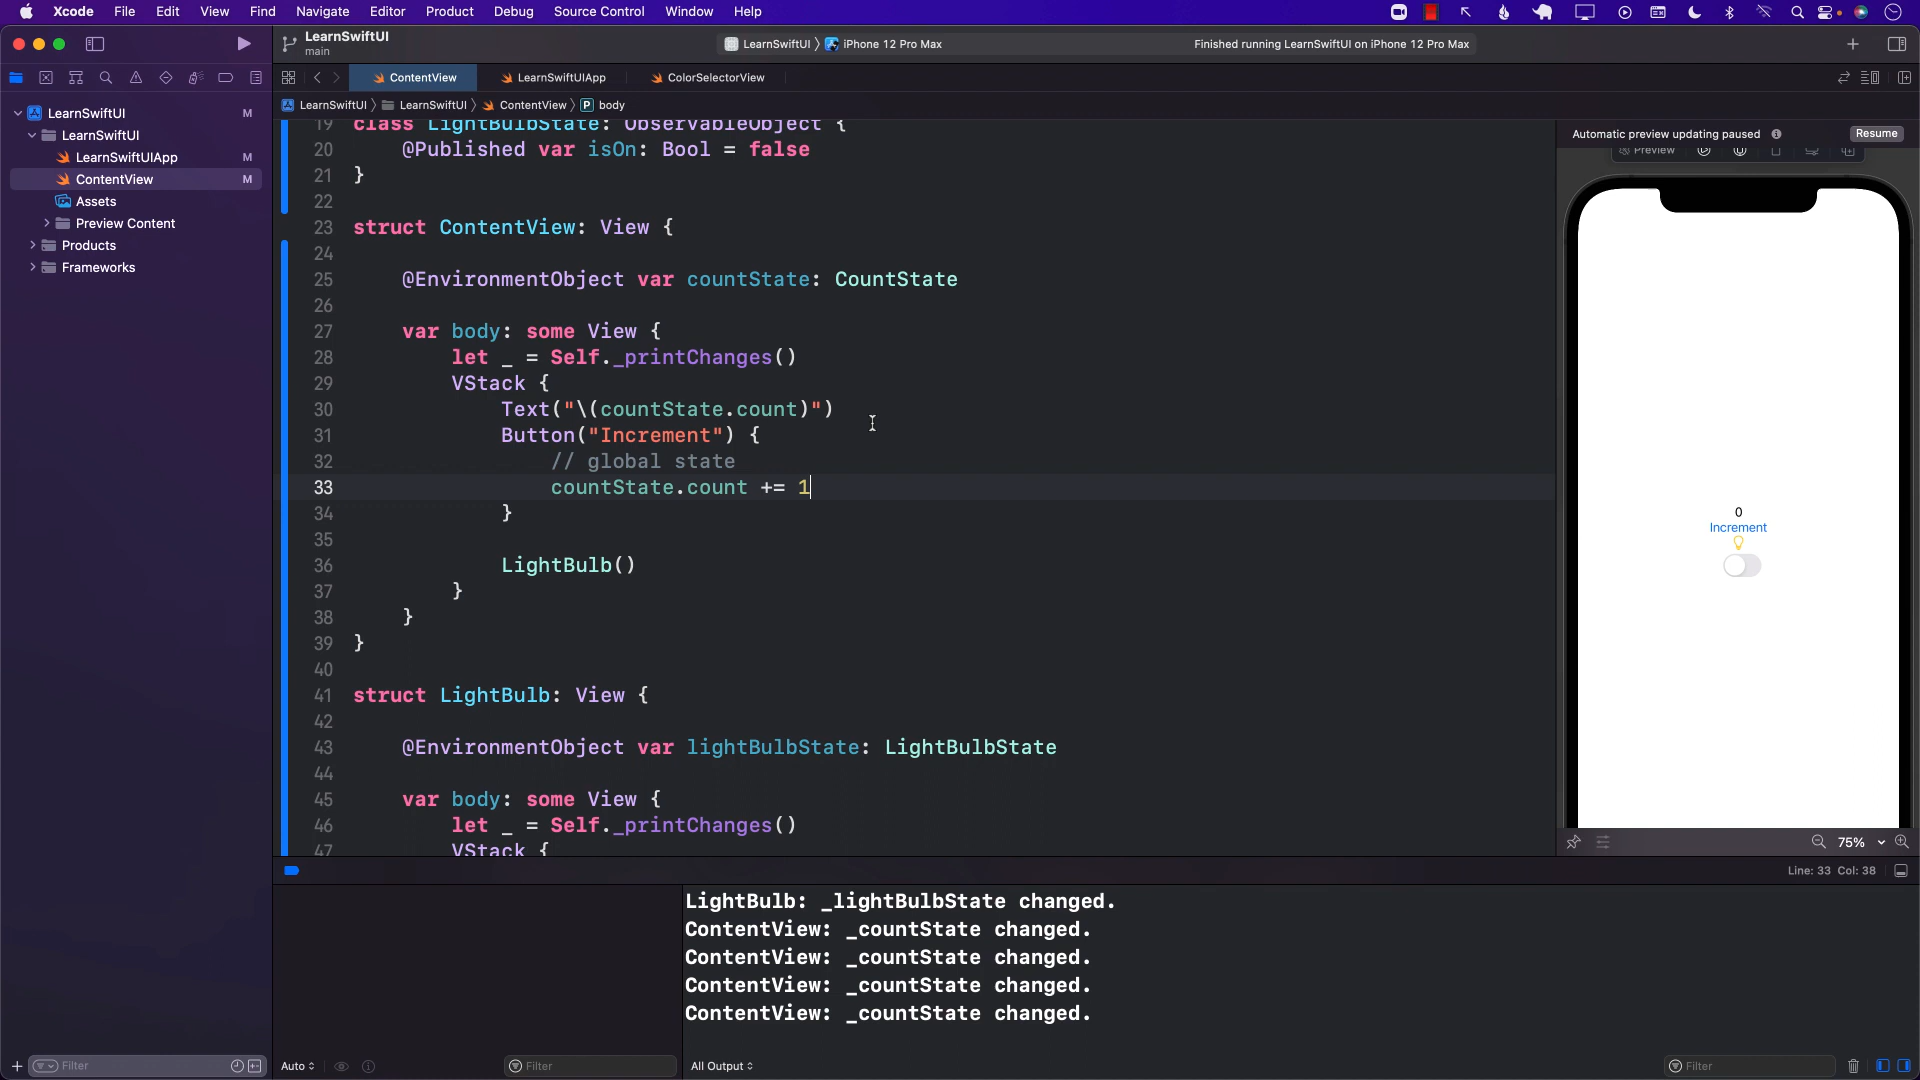 Xcode File Edit View Find Navigate Editor Product Debug Source Control Window Help
LearnSwiftUI
main
LearnSwiftUI iPhone 12 Pro Max
Finished running LearnSwiftUI on iPhone 12 Pro Max
ContentView LearnSwiftUIApp ColorSelectorView
LearnSwiftUI LearnSwiftUI ContentView P body
LearnSwiftUI M
LearnSwiftUI
LearnSwiftUIApp M
ContentView M
Assets
Preview Content
Products
Frameworks
19 class LightBulbState: ObservableObject {
20 @Published var isOn: Bool = false
21 }
22
23 struct ContentView: View {
24
25 @EnvironmentObject var countState: CountState
26
27 var body: some View {
28 let _ = Self._printChanges()
29 VStack {
30 Text("\(countState.count)")
31 Button("Increment") {
32 // global state
33 countState.count += 1
34 }
35
36 LightBulb()
37 }
38 }
39 }
40
41 struct LightBulb: View {
42
43 @EnvironmentObject var lightBulbState: LightBulbState
44
45 var body: some View {
46 let _ = Self._printChanges()
47 VStack {
Automatic preview updating paused Resume
Preview
0
Increment
75%
Line: 33 Col: 38
LightBulb: _lightBulbState changed.
ContentView: _countState changed.
ContentView: _countState changed.
ContentView: _countState changed.
ContentView: _countState changed.
Filter
Auto
Filter
All Output
Filter